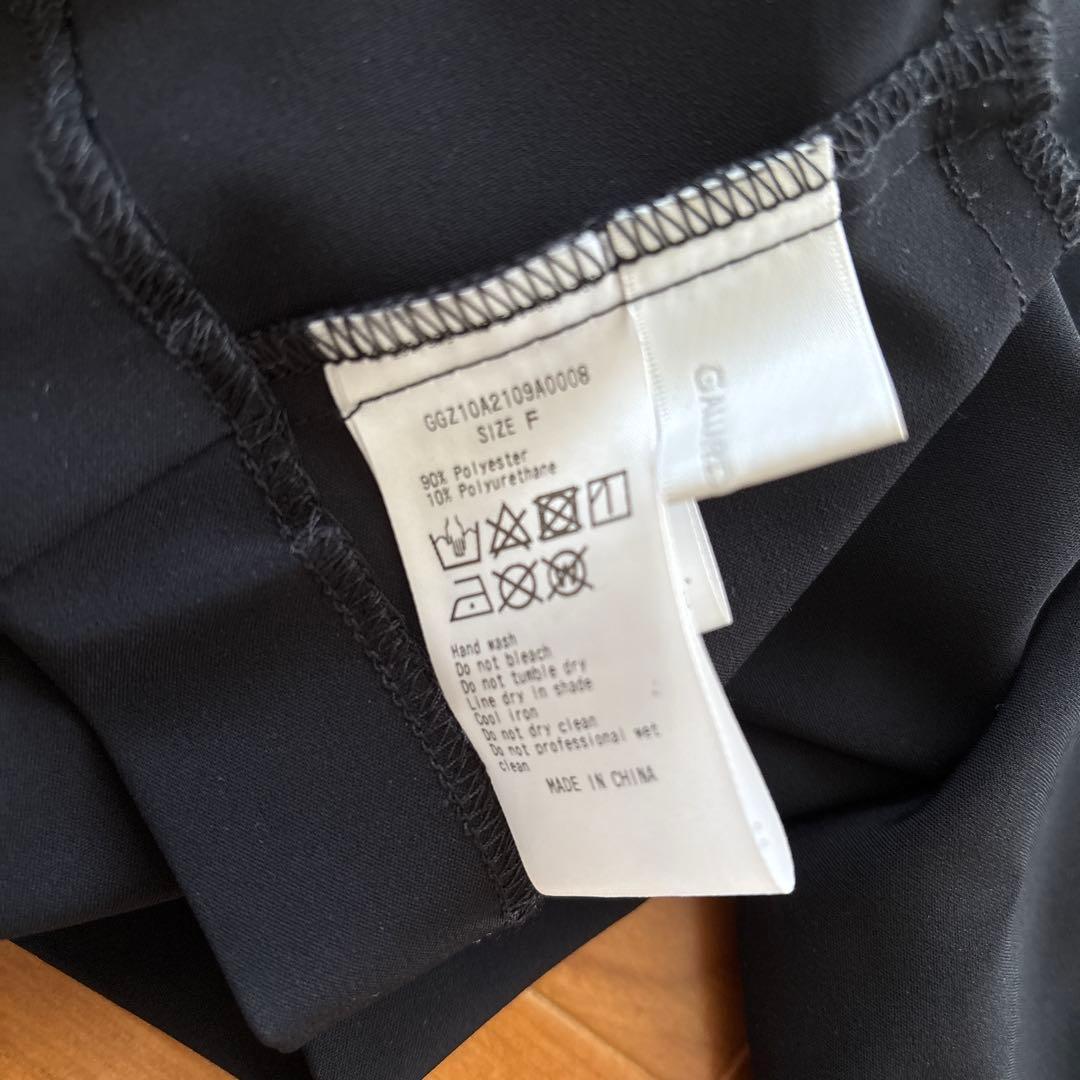 GGZ10A2109A0008
SIZE F
90% Polyester
10% Polyurethane
W
Hand wash
Do not bleach
Do not tumble dry
Line dry in shade
Cool iron
Do not dry clean
Do not professional wet
clean
MADE IN CHINA